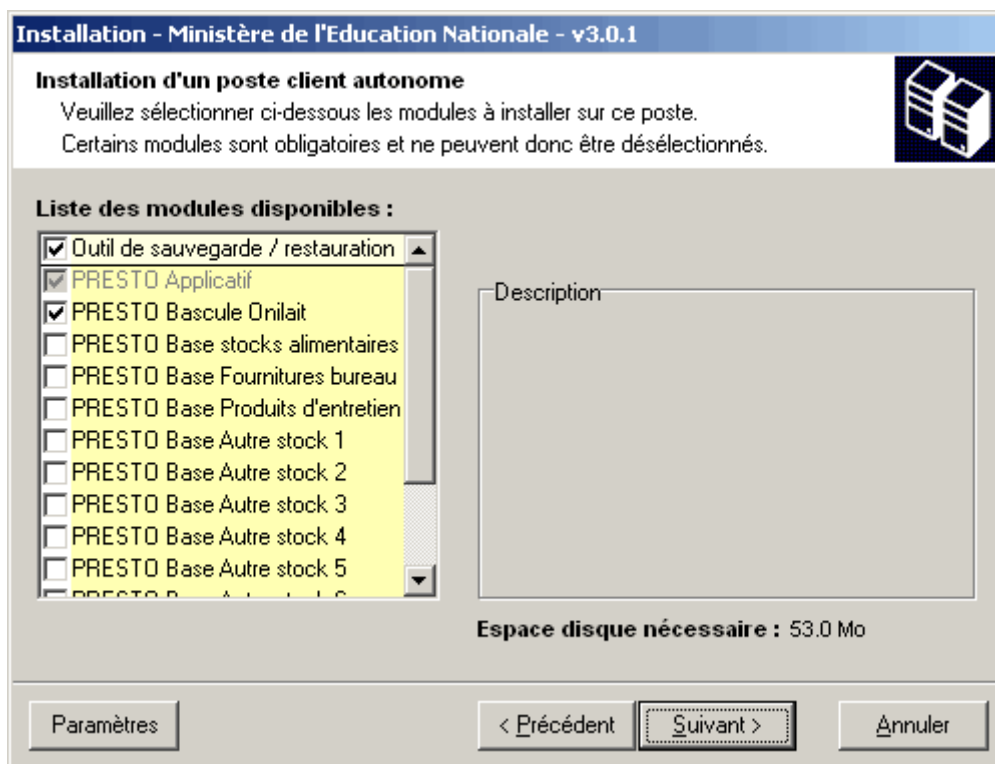 Installation - Ministère de l'Education Nationale - v3.0.1
Installation d'un poste client autonome
Veuillez sélectionner ci-dessous les modules à installer sur ce poste.
Certains modules sont obligatoires et ne peuvent donc être désélectionnés.
Liste des modules disponibles :
Outil de sauvegarde / restauration
PRESTO Applicatif
PRESTO Bascule Onilait
PRESTO Base stocks alimentaires
PRESTO Base Fournitures bureau
PRESTO Base Produits d'entretien
PRESTO Base Autre stock 1
PRESTO Base Autre stock 2
PRESTO Base Autre stock 3
PRESTO Base Autre stock 4
PRESTO Base Autre stock 5
Description
Espace disque nécessaire : 53.0 Mo
Paramètres
< Précédent
Suivant >
Annuler